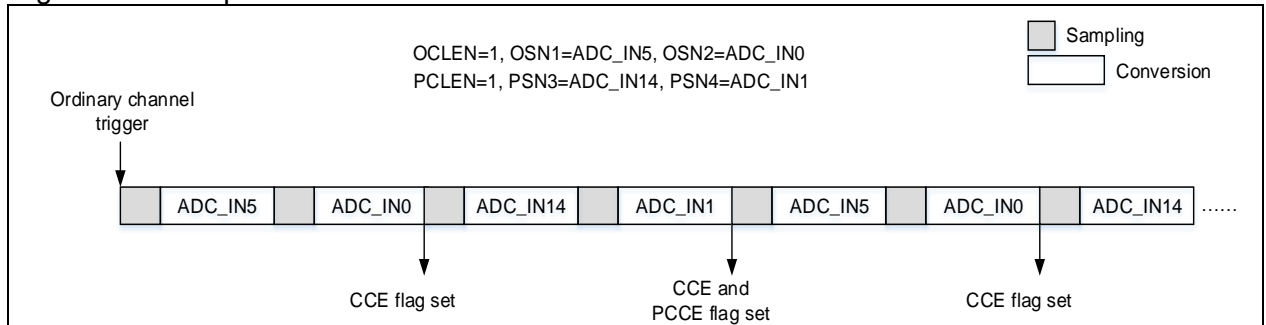 OCLEN=1, OSN1=ADC_IN5, OSN2=ADC_IN0
PCLEN=1, PSN3=ADC_IN14, PSN4=ADC_IN1
Sampling
Conversion
Ordinary channel
trigger
ADC_IN5 ADC_IN0 ADC_IN14 ADC_IN1 ADC_IN5 ADC_IN0 ADC_IN14 ......
CCE flag set
CCE and
PCCE flag set
CCE flag set